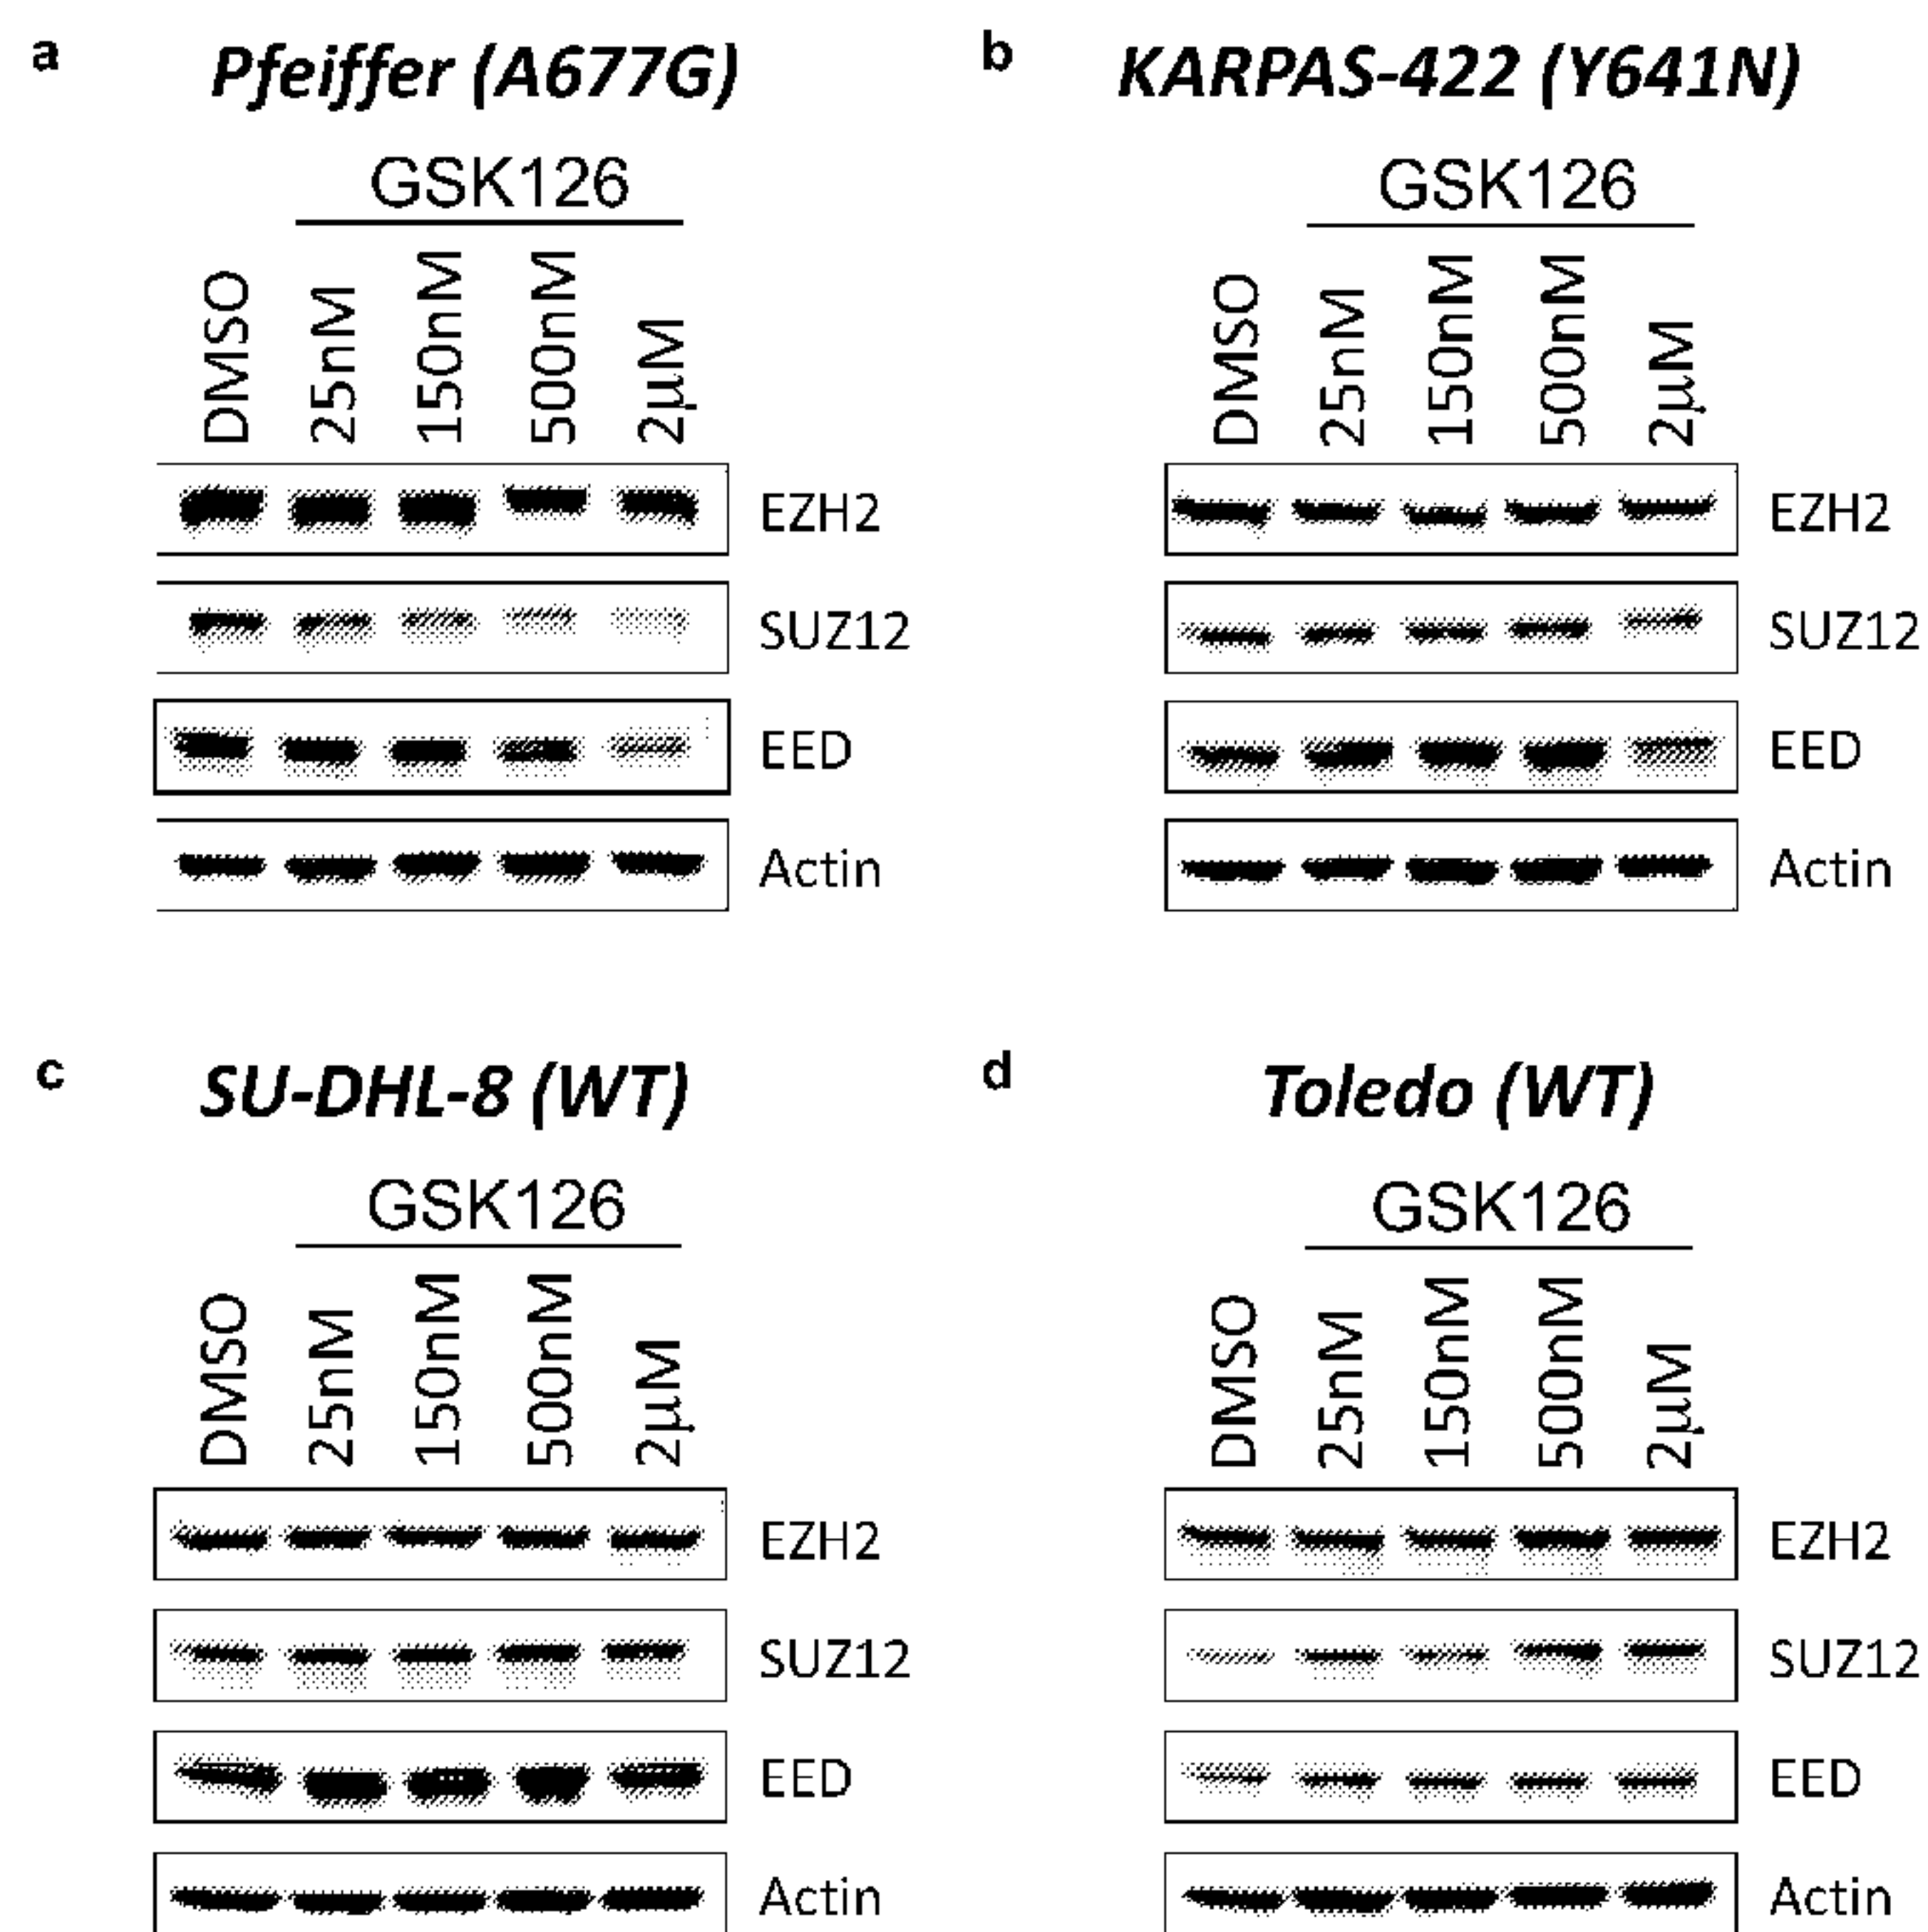 a Pfeiffer (A677G)
GSK126
DMSO 25nM 150nM 500nM 2µM
EZH2
SUZ12
EED
Actin
b KARPAS-422 (Y641N)
GSK126
DMSO 25nM 150nM 500nM 2µM
EZH2
SUZ12
EED
Actin
c SU-DHL-8 (WT)
GSK126
DMSO 25nM 150nM 500nM 2µM
EZH2
SUZ12
EED
Actin
d Toledo (WT)
GSK126
DMSO 25nM 150nM 500nM 2µM
EZH2
SUZ12
EED
Actin